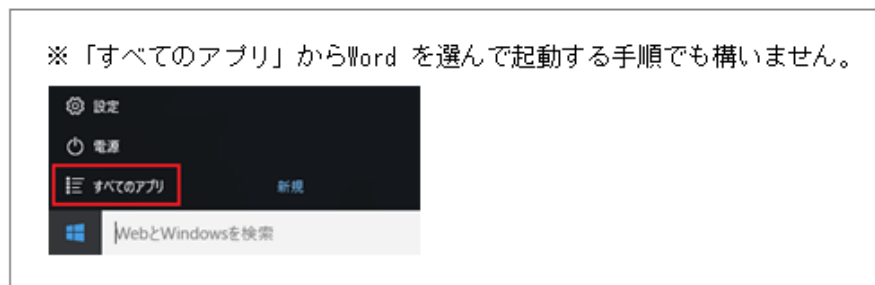 ※「すべてのアプリ」からWord を選んで起動する手順でも構いません。
設定
電源
すべてのアプリ 新規
WebとWindowsを検索